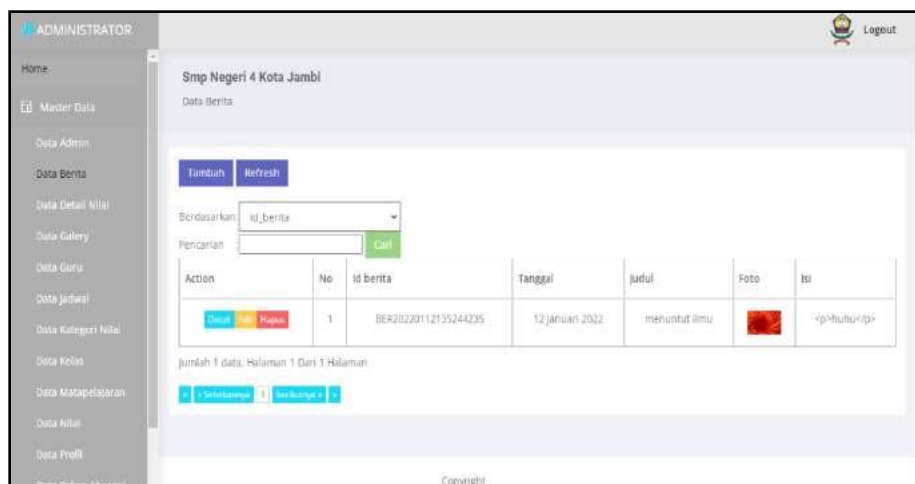 ADMINISTRATOR
Logout
Home
Master Data
Data Admin
Data Berita
Data Detail Nilai
Data Galery
Data Guru
Data Jadwal
Data Kategori Nilai
Data Kelas
Data Matapelajaran
Data Nilai
Data Profil
Smp Negeri 4 Kota Jambi
Data Berita
Tambah Refresh
Berdasarkan: id_berita
Pencarian : Cari
Action No Id berita Tanggal Judul Foto Isi
Detail Edit Hapus 1 BER20220112135244235 12 Januari 2022 menuntut ilmu <p>huhu</p>
Jumlah 1 data, Halaman 1 Dari 1 Halaman
« « Sebelumnya 1 berikutnya » »
Copyright